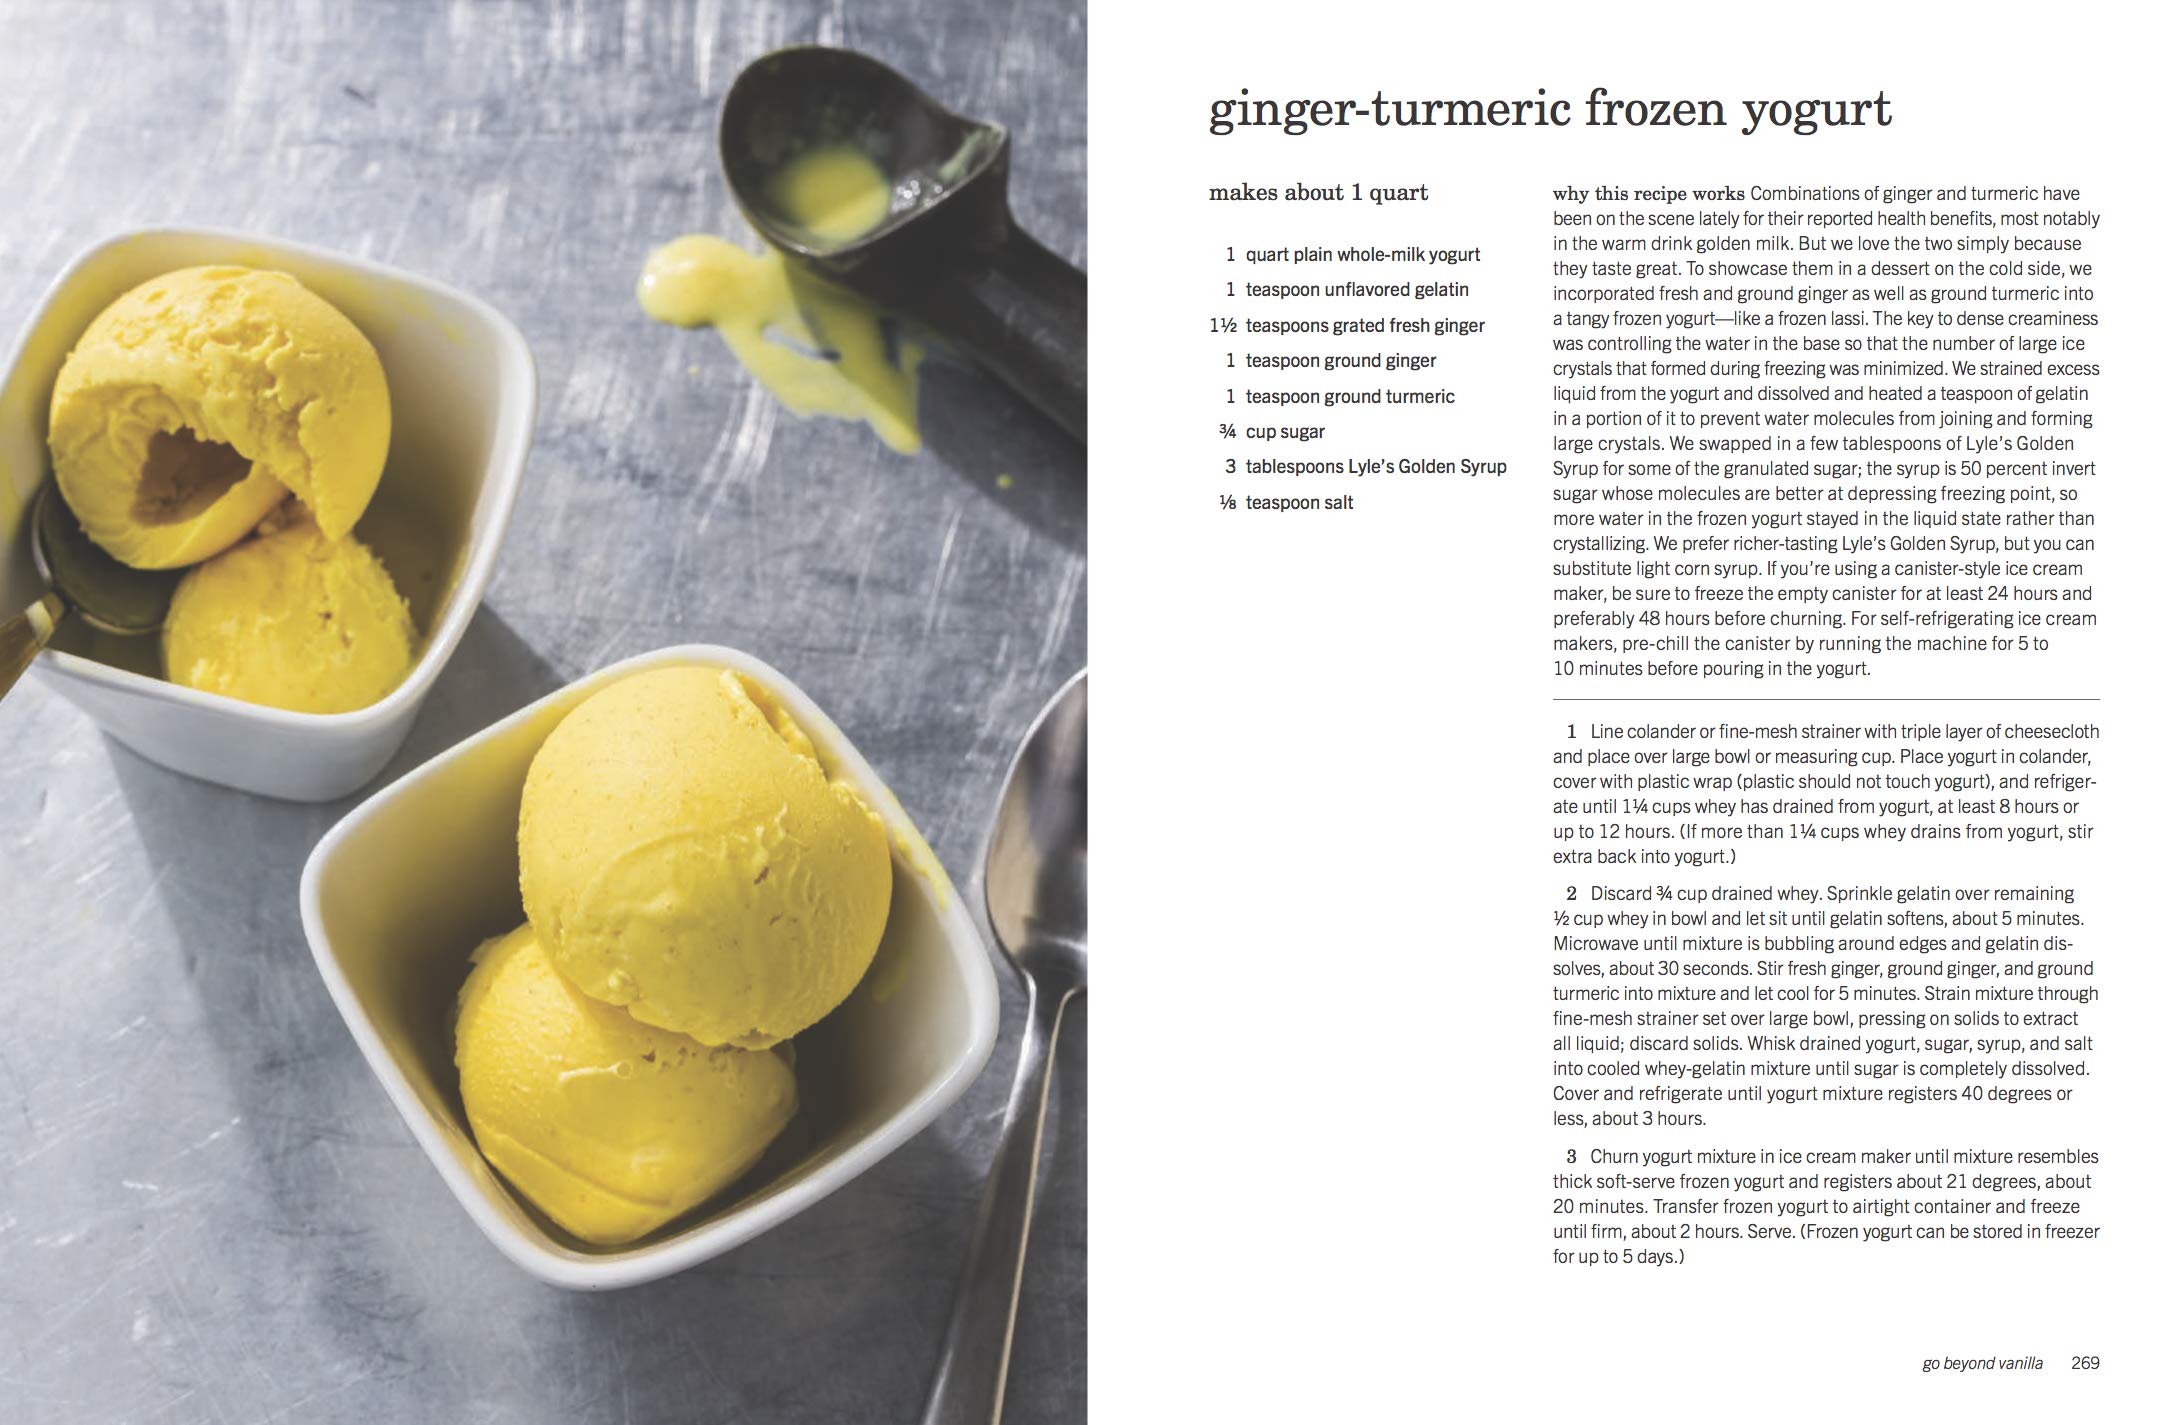 ginger-turmeric frozen yogurt
makes about 1 quart
1 quart plain whole-milk yogurt
1 teaspoon unflavored gelatin
1½ teaspoons grated fresh ginger
1 teaspoon ground ginger
1 teaspoon ground turmeric
¾ cup sugar
3 tablespoons Lyle's Golden Syrup
⅛ teaspoon salt
why this recipe works Combinations of ginger and turmeric have
been on the scene lately for their reported health benefits, most notably
in the warm drink golden milk. But we love the two simply because
they taste great. To showcase them in a dessert on the cold side, we
incorporated fresh and ground ginger as well as ground turmeric into
a tangy frozen yogurt—like a frozen lassi. The key to dense creaminess
was controlling the water in the base so that the number of large ice
crystals that formed during freezing was minimized. We strained excess
liquid from the yogurt and dissolved and heated a teaspoon of gelatin
in a portion of it to prevent water molecules from joining and forming
large crystals. We swapped in a few tablespoons of Lyle's Golden
Syrup for some of the granulated sugar; the syrup is 50 percent invert
sugar whose molecules are better at depressing freezing point, so
more water in the frozen yogurt stayed in the liquid state rather than
crystallizing. We prefer richer-tasting Lyle's Golden Syrup, but you can
substitute light corn syrup. If you're using a canister-style ice cream
maker, be sure to freeze the empty canister for at least 24 hours and
preferably 48 hours before churning. For self-refrigerating ice cream
makers, pre-chill the canister by running the machine for 5 to
10 minutes before pouring in the yogurt.
1 Line colander or fine-mesh strainer with triple layer of cheesecloth
and place over large bowl or measuring cup. Place yogurt in colander,
cover with plastic wrap (plastic should not touch yogurt), and refriger-
ate until 1¼ cups whey has drained from yogurt, at least 8 hours or
up to 12 hours. (If more than 1¼ cups whey drains from yogurt, stir
extra back into yogurt.)
2 Discard ¾ cup drained whey. Sprinkle gelatin over remaining
½ cup whey in bowl and let sit until gelatin softens, about 5 minutes.
Microwave until mixture is bubbling around edges and gelatin dis-
solves, about 30 seconds. Stir fresh ginger, ground ginger, and ground
turmeric into mixture and let cool for 5 minutes. Strain mixture through
fine-mesh strainer set over large bowl, pressing on solids to extract
all liquid; discard solids. Whisk drained yogurt, sugar, syrup, and salt
into cooled whey-gelatin mixture until sugar is completely dissolved.
Cover and refrigerate until yogurt mixture registers 40 degrees or
less, about 3 hours.
3 Churn yogurt mixture in ice cream maker until mixture resembles
thick soft-serve frozen yogurt and registers about 21 degrees, about
20 minutes. Transfer frozen yogurt to airtight container and freeze
until firm, about 2 hours. Serve. (Frozen yogurt can be stored in freezer
for up to 5 days.)
go beyond vanilla 269